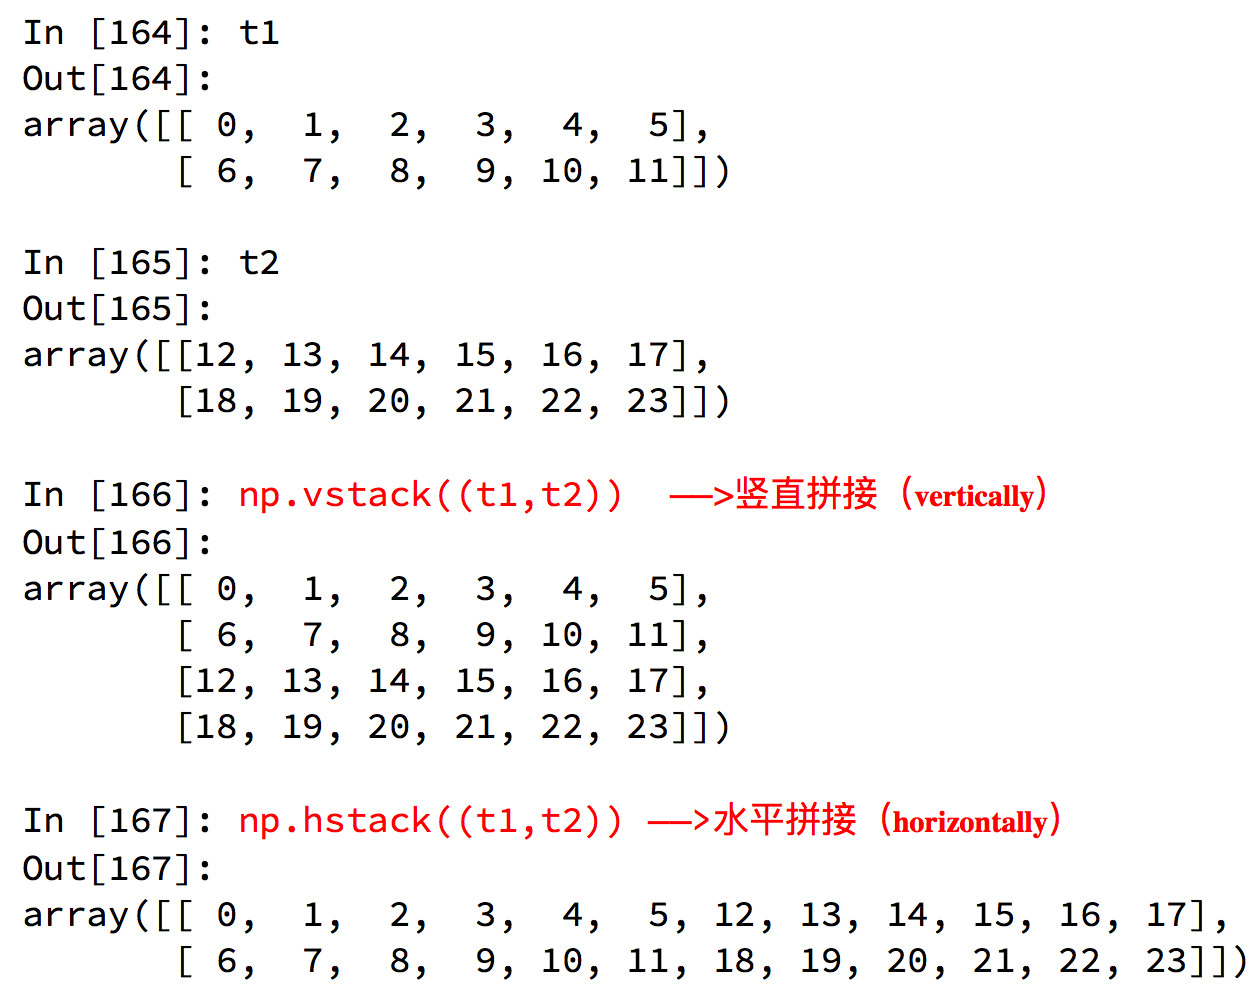 In [164]: t1
Out[164]:
array([[ 0,  1,  2,  3,  4,  5],
       [ 6,  7,  8,  9, 10, 11]])
In [165]: t2
Out[165]:
array([[12, 13, 14, 15, 16, 17],
       [18, 19, 20, 21, 22, 23]])
In [166]: np.vstack((t1,t2))  ——>竖直拼接（vertically）
Out[166]:
array([[ 0,  1,  2,  3,  4,  5],
       [ 6,  7,  8,  9, 10, 11],
       [12, 13, 14, 15, 16, 17],
       [18, 19, 20, 21, 22, 23]])
In [167]: np.hstack((t1,t2)) ——>水平拼接（horizontally）
Out[167]:
array([[ 0,  1,  2,  3,  4,  5, 12, 13, 14, 15, 16, 17],
       [ 6,  7,  8,  9, 10, 11, 18, 19, 20, 21, 22, 23]])